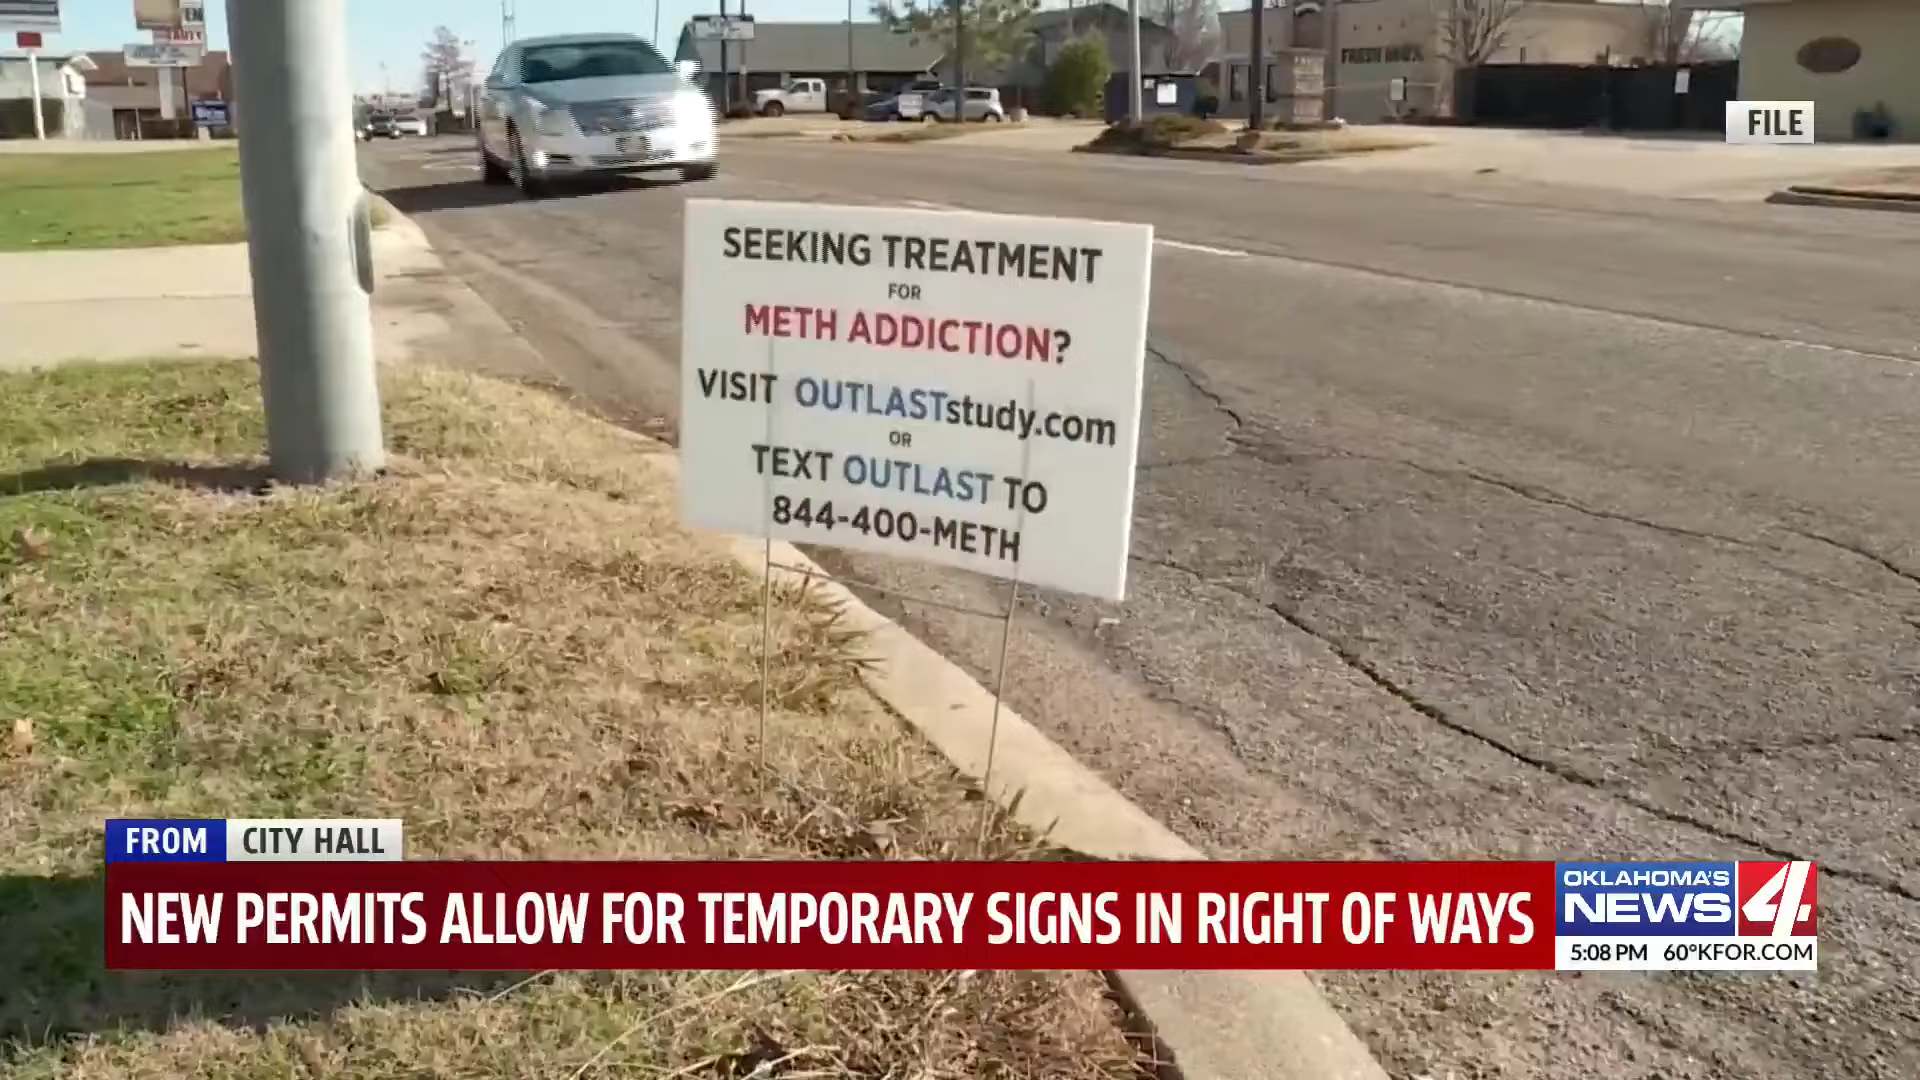 FILE
SEEKING TREATMENT
FOR
METH ADDICTION?
VISIT OUTLASTstudy.com
OR
TEXT OUTLAST TO
844-400-METH
FROM CITY HALL
NEW PERMITS ALLOW FOR TEMPORARY SIGNS IN RIGHT OF WAYS
OKLAHOMA'S
NEWS 4
5:08 PM 60° KFOR.COM